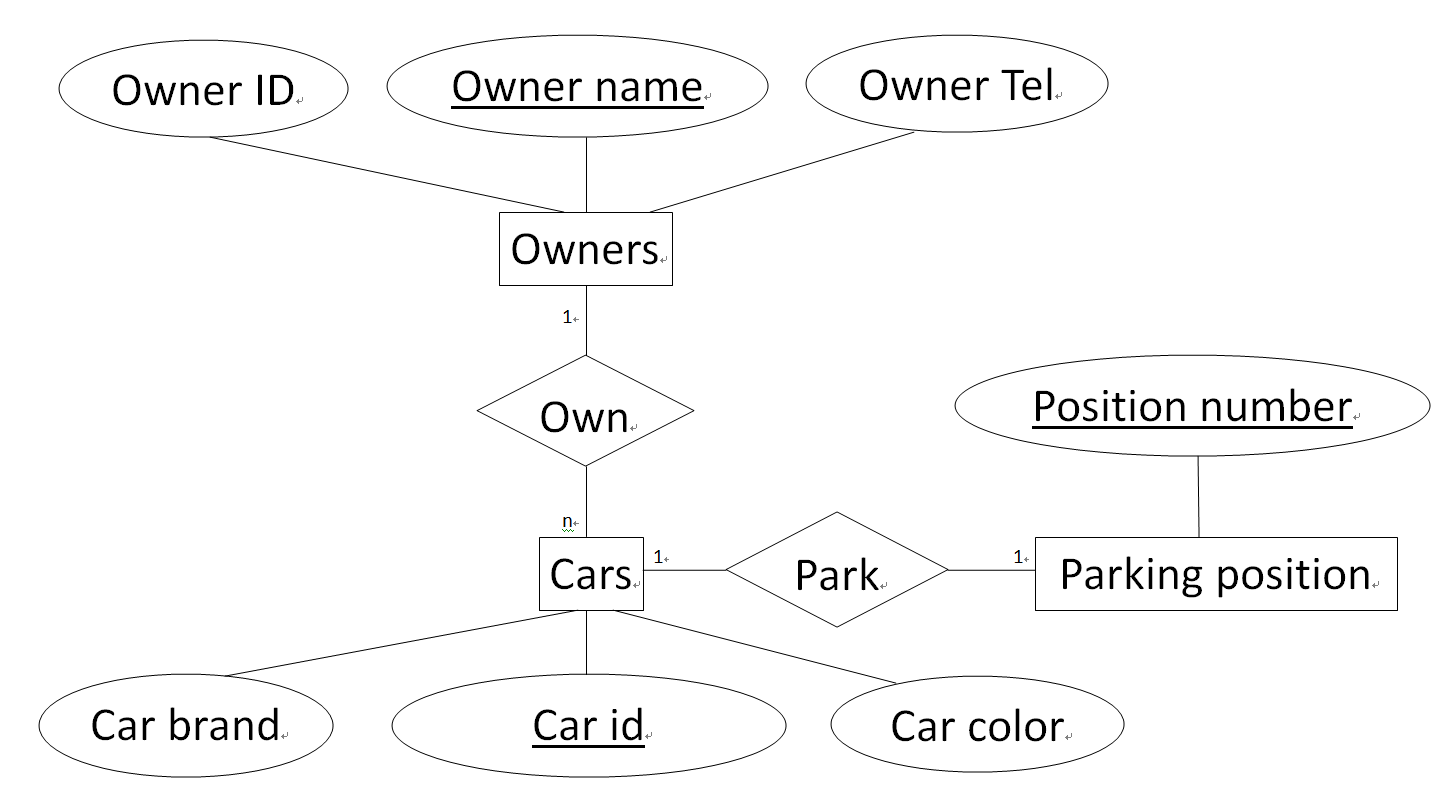 Owner ID
Owner name
Owner Tel
Owners
1
Own
Position number
n
Cars
1
Park
1
Parking position
Car brand
Car id
Car color